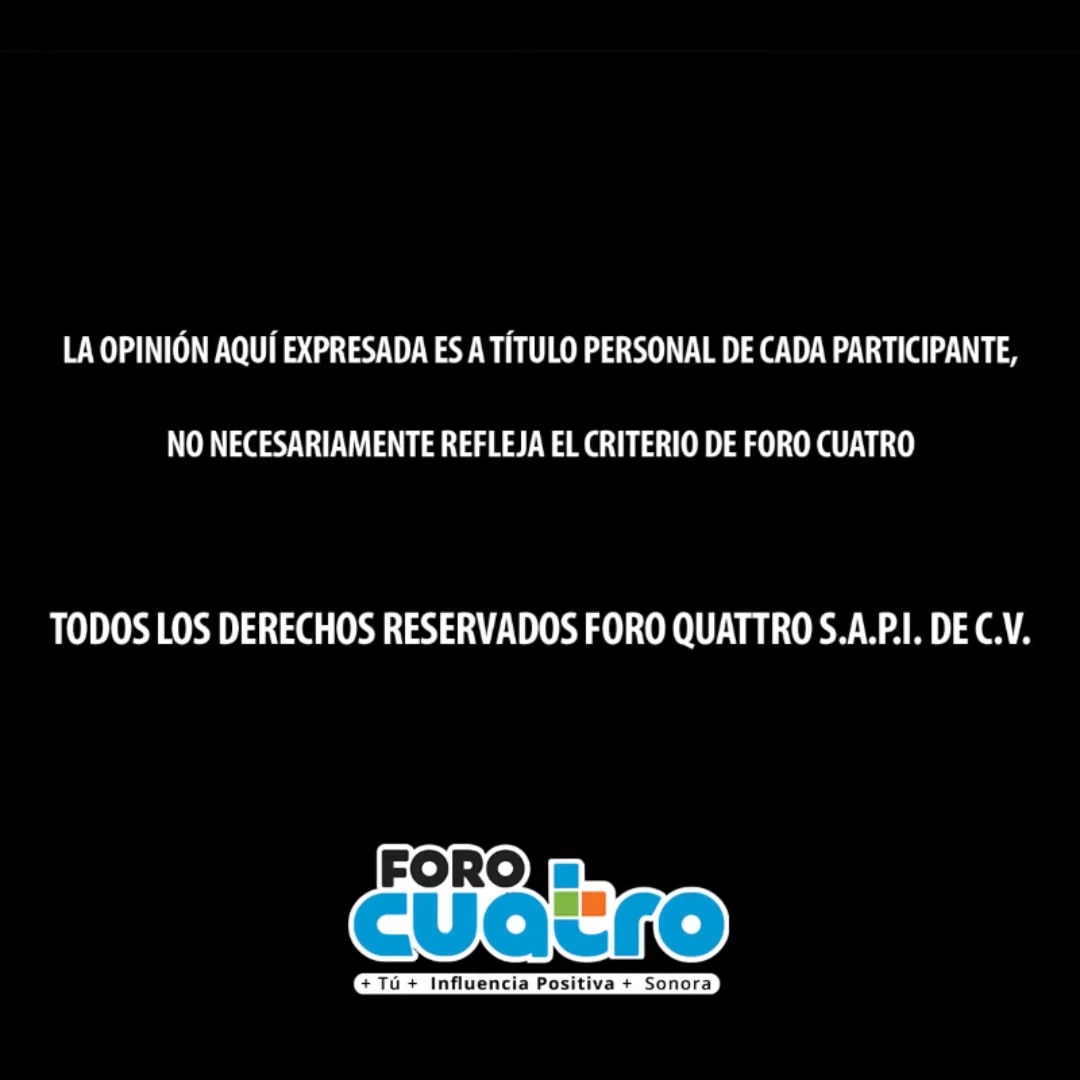 LA OPINIÓN AQUÍ EXPRESADA ES A TÍTULO PERSONAL DE CADA PARTICIPANTE,
NO NECESARIAMENTE REFLEJA EL CRITERIO DE FORO CUATRO
TODOS LOS DERECHOS RESERVADOS FORO QUATTRO S.A.P.I. DE C.V.
FORO
cuatro
+ Tú + Influencia Positiva + Sonora